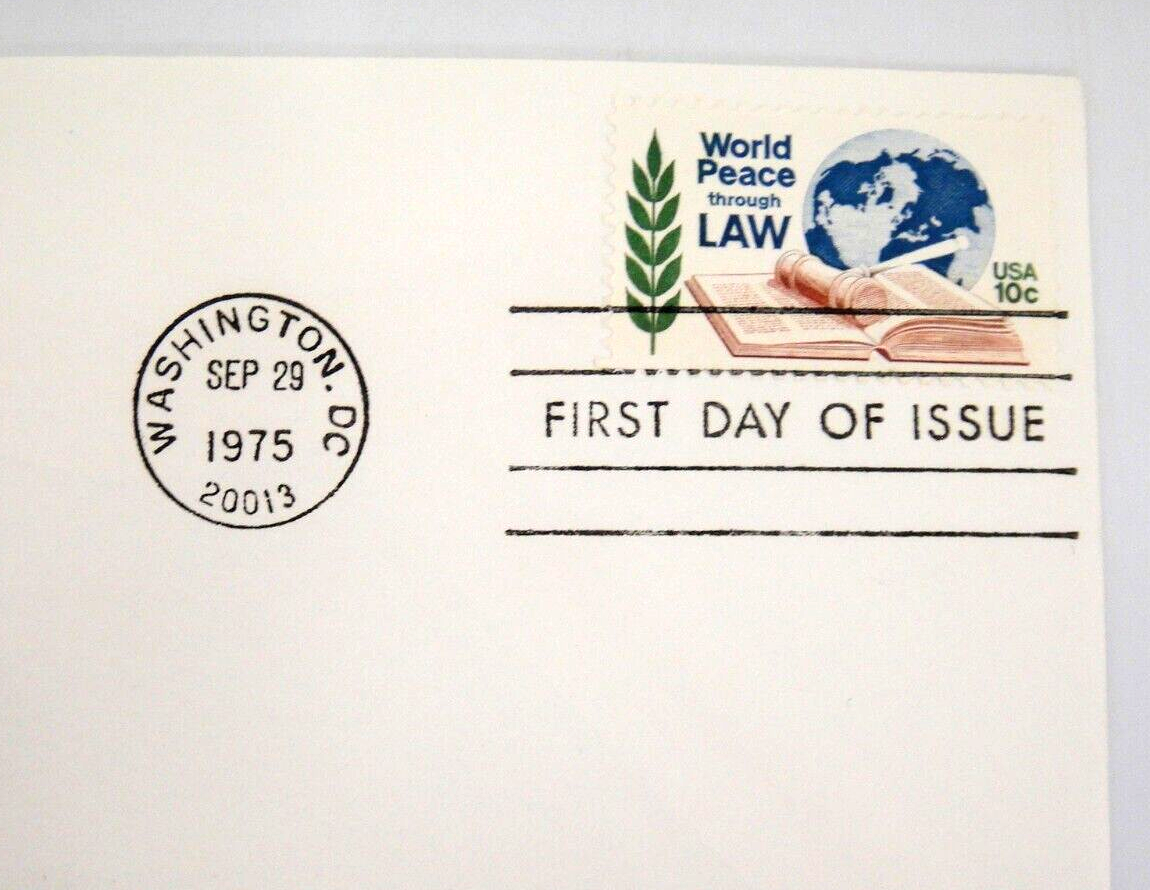 World
Peace
through
LAW
USA
10c
WASHINGTON. DC
SEP 29
1975
20013
FIRST DAY OF ISSUE